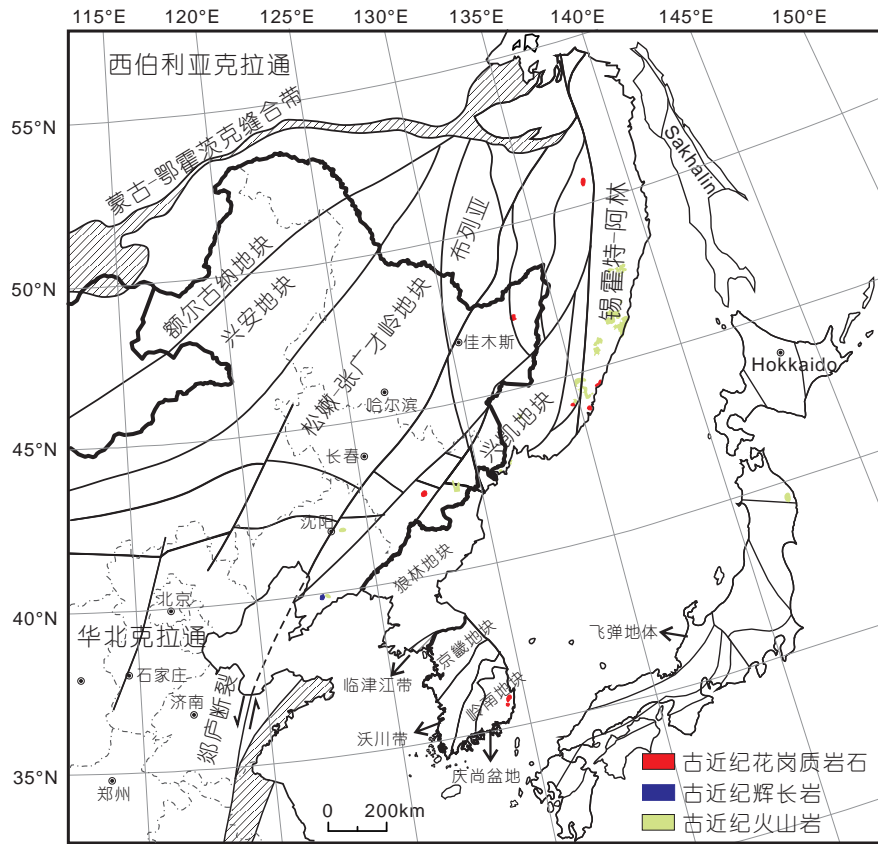 115°E 120°E 125°E 130°E 135°E 140°E 145°E 150°E
西伯利亚克拉通
55°N
蒙古-鄂霍茨克缝合带
Sakhalin
布列亚
锡霍特-阿林
50°N
额尔古纳地块
兴安地块
松嫩-张广才岭地块
佳木斯
Hokkaido
哈尔滨
兴凯地块
45°N
长春
沈阳
狼林地块
40°N
北京
华北克拉通
京畿地块
飞弹地体
石家庄
临津江带
岭南地块
济南
郯庐断裂
沃川带
庆尚盆地
35°N
郑州
0 200km
古近纪花岗质岩石
古近纪辉长岩
古近纪火山岩